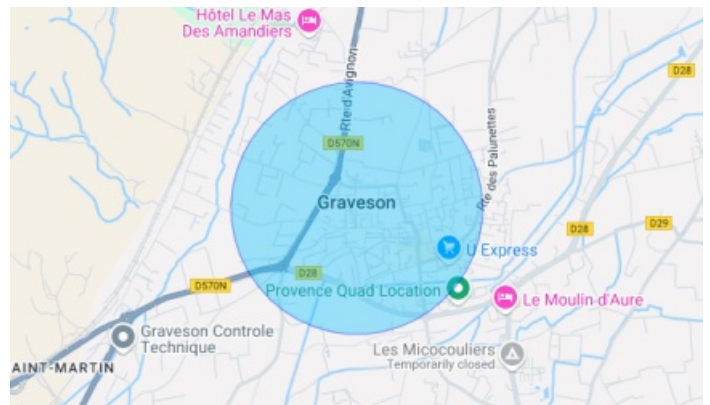 Hôtel Le Mas
Des Amandiers
Rte d'Avignon
D28
D570N
Rte des Palunettes
Graveson
D29
D28
U Express
D28
D570N
Provence Quad Location
Le Moulin d'Aure
Graveson Controle
Technique
Les Micocouliers
Temporarily closed
AINT-MARTIN